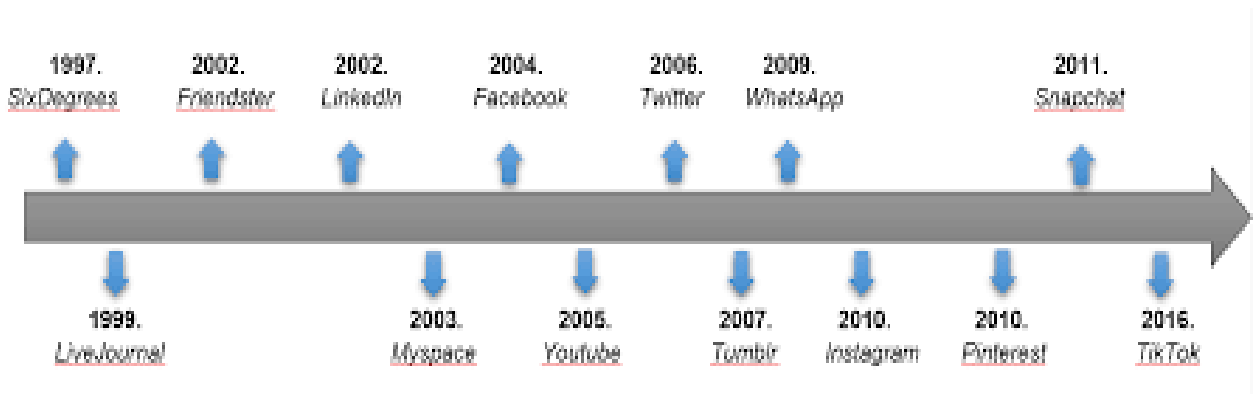 1997.
SixDegrees
2002.
Friendster
2002.
LinkedIn
2004.
Facebook
2006.
Twitter
2009.
WhatsApp
2011.
Snapchat
1999.
LiveJournal
2003.
Myspace
2005.
Youtube
2007.
Tumblr
2010.
Instagram
2010.
Pinterest
2016.
TikTok